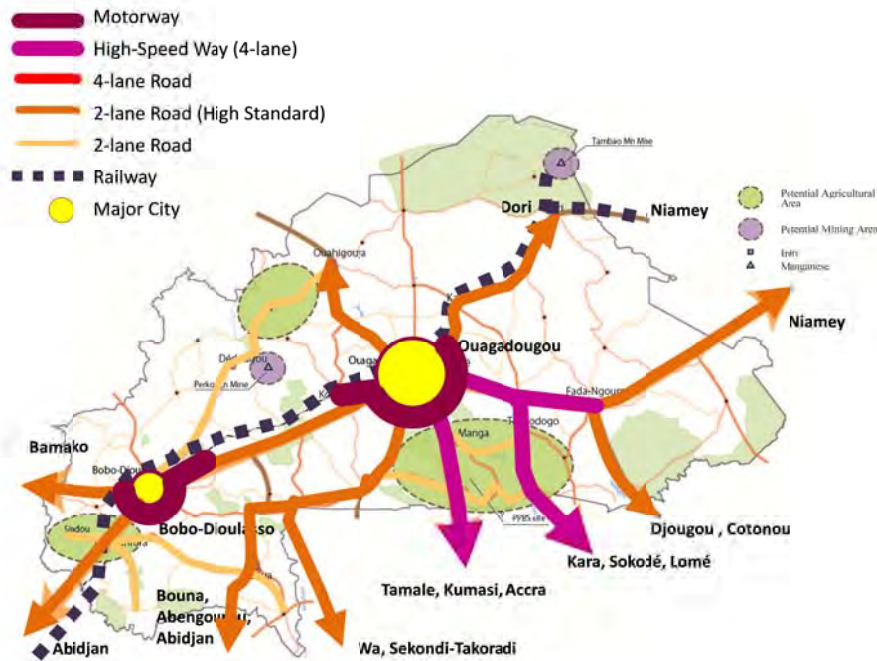 Motorway
High-Speed Way (4-lane)
4-lane Road
2-lane Road (High Standard)
2-lane Road
Railway
Major City
Tambao Mn Mine
Potential Agricultural
Area
Potential Mining Area
Iron
Manganese
Dori
Niamey
Ouahigouya
Niamey
Ouagadougou
Fada-Ngourma
Manga
Bamako
Bobo-Dioulasso
Djougou , Cotonou
Kara, Sokodé, Lomé
Tamale, Kumasi, Accra
Bouna,
Abidjan
Abidjan
Wa, Sekondi-Takoradi